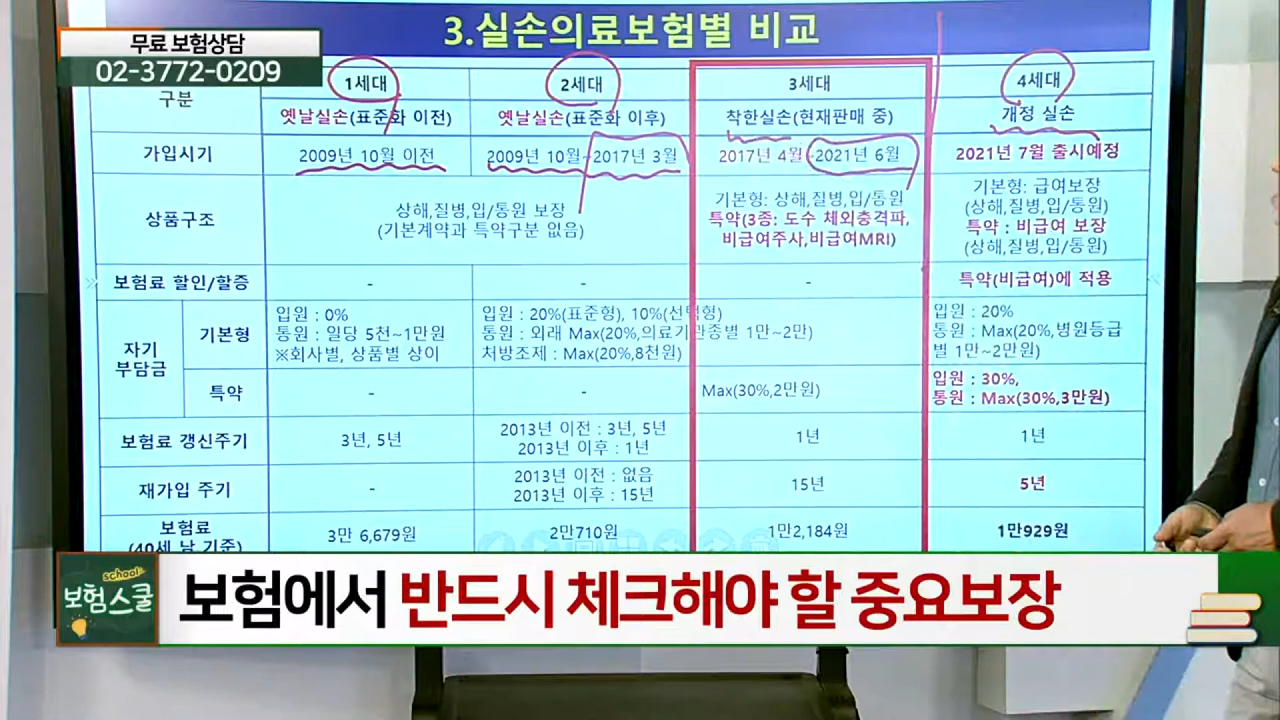 3.실손의료보험별 비교
무료 보험상담
02-3772-0209
구분
1세대
2세대
3세대
4세대
옛날실손(표준화 이전)
옛날실손(표준화 이후)
착한실손(현재판매 중)
개정 실손
가입시기
2009년 10월 이전
2009년 10월~2017년 3월
2017년 4월~2021년 6월
2021년 7월 출시예정
상품구조
상해,질병,입/통원 보장
(기본계약과 특약구분 없음)
기본형: 상해,질병,입/통원
특약(3종: 도수 체외충격파,
비급여주사,비급여MRI)
기본형: 급여보장
(상해,질병,입/통원)
특약 : 비급여 보장
(상해,질병,입/통원)
보험료 할인/할증
-
-
-
특약(비급여)에 적용
자기
부담금
기본형
입원 : 0%
통원 : 일당 5천~1만원
※회사별, 상품별 상이
입원 : 20%(표준형), 10%(선택형)
통원 : 외래 Max(20%,의료기관종별 1만~2만)
처방조제 : Max(20%,8천원)
입원 : 20%
통원 : Max(20%,병원등급
별 1만~2만원)
특약
-
-
Max(30%,2만원)
입원 : 30%,
통원 : Max(30%,3만원)
보험료 갱신주기
3년, 5년
2013년 이전 : 3년, 5년
2013년 이후 : 1년
1년
1년
재가입 주기
-
2013년 이전 : 없음
2013년 이후 : 15년
15년
5년
보험료
(40세 남 기준)
3만 6,679원
2만710원
1만2,184원
1만929원
school
보험스쿨
보험에서 반드시 체크해야 할 중요보장